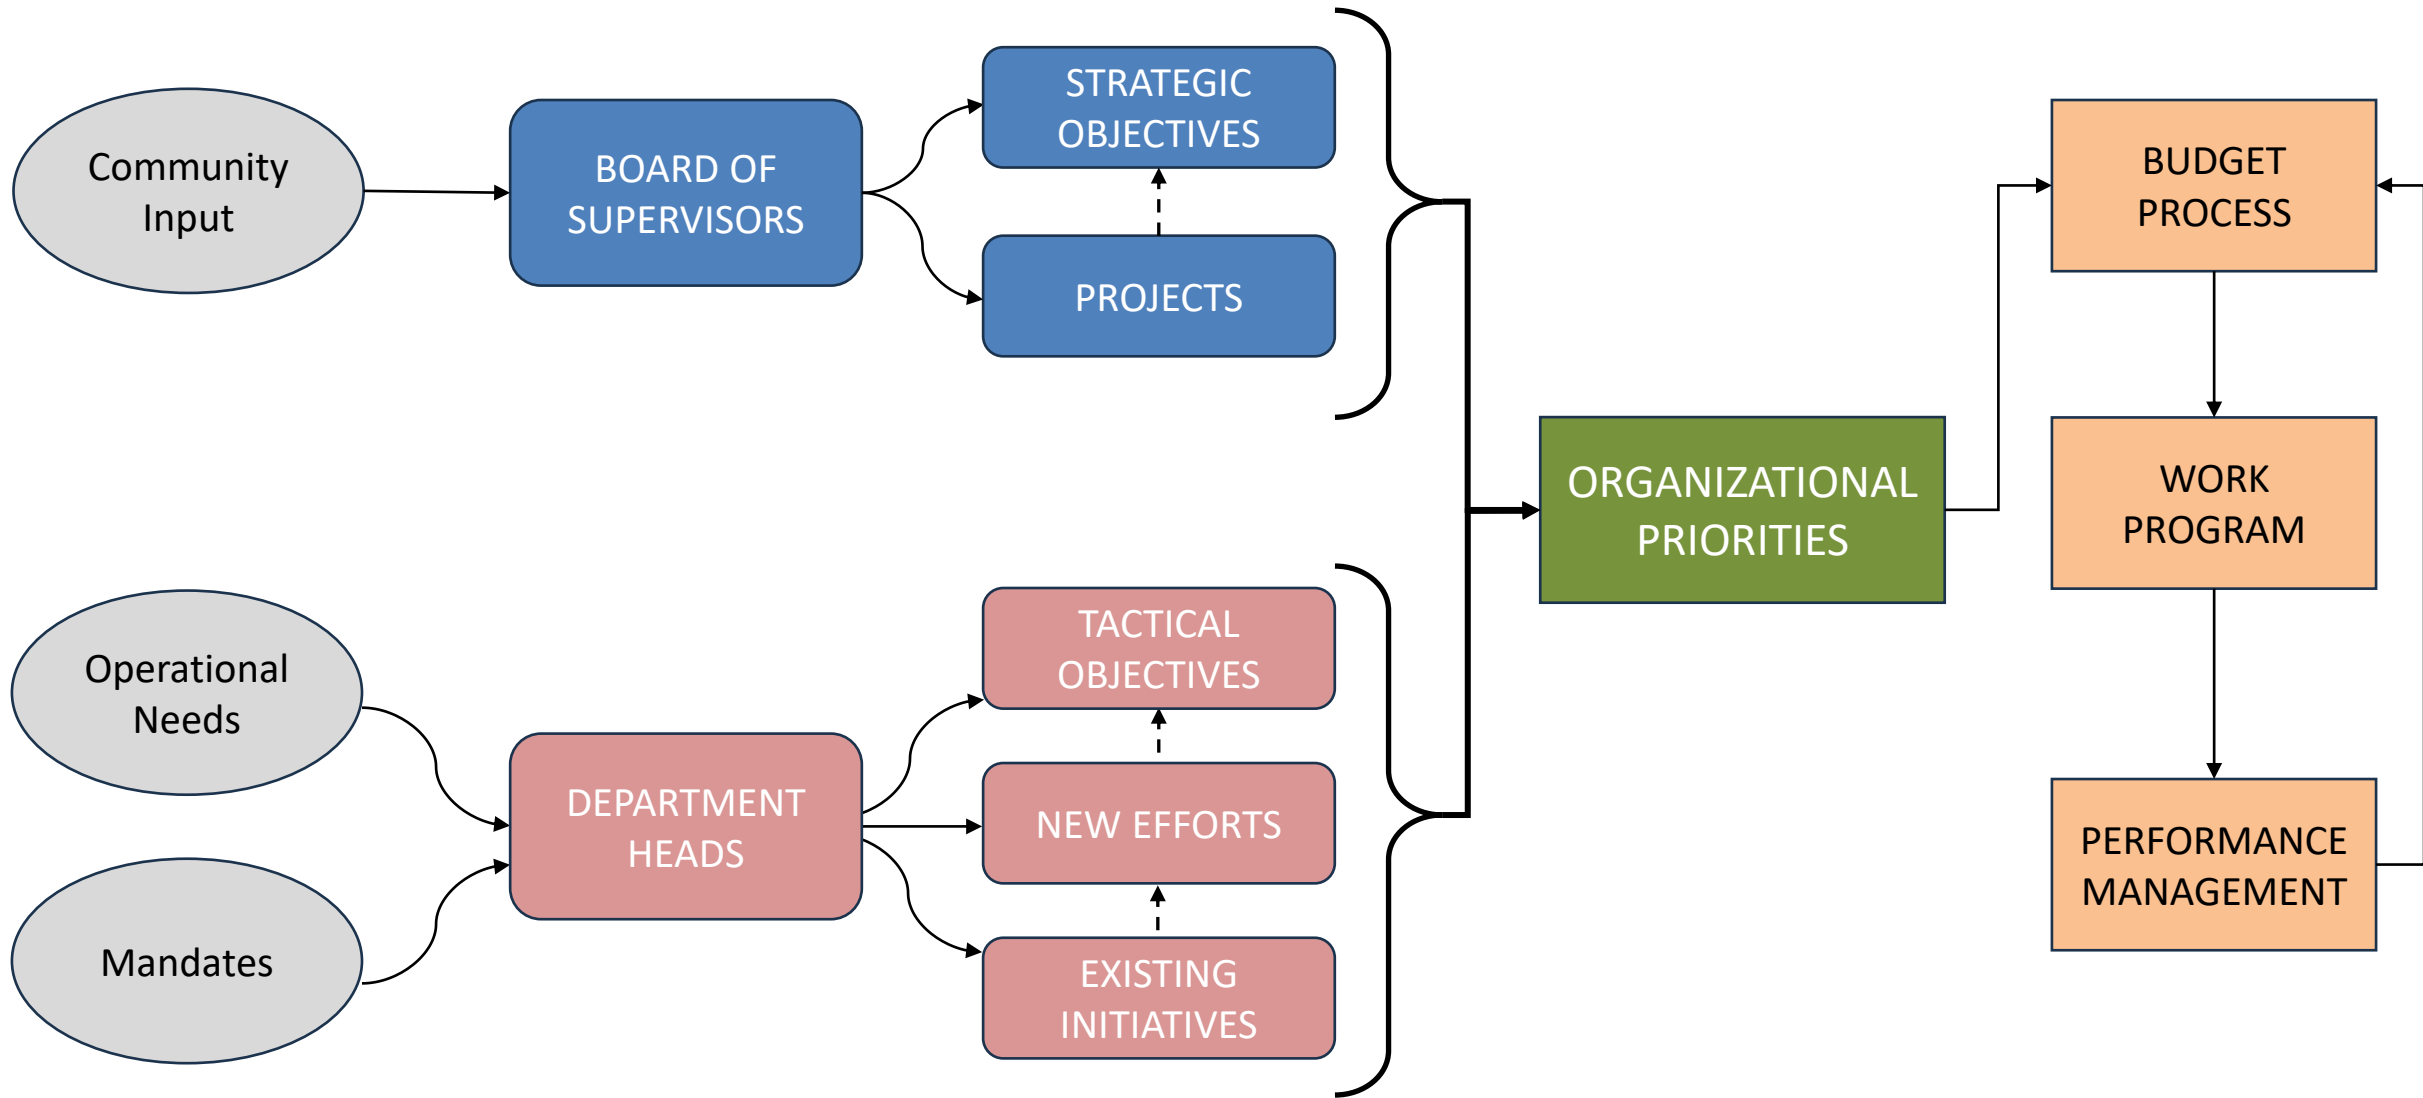 Community
Input
BOARD OF
SUPERVISORS
STRATEGIC
OBJECTIVES
PROJECTS
Operational
Needs
Mandates
DEPARTMENT
HEADS
TACTICAL
OBJECTIVES
NEW EFFORTS
EXISTING
INITIATIVES
ORGANIZATIONAL
PRIORITIES
BUDGET
PROCESS
WORK
PROGRAM
PERFORMANCE
MANAGEMENT